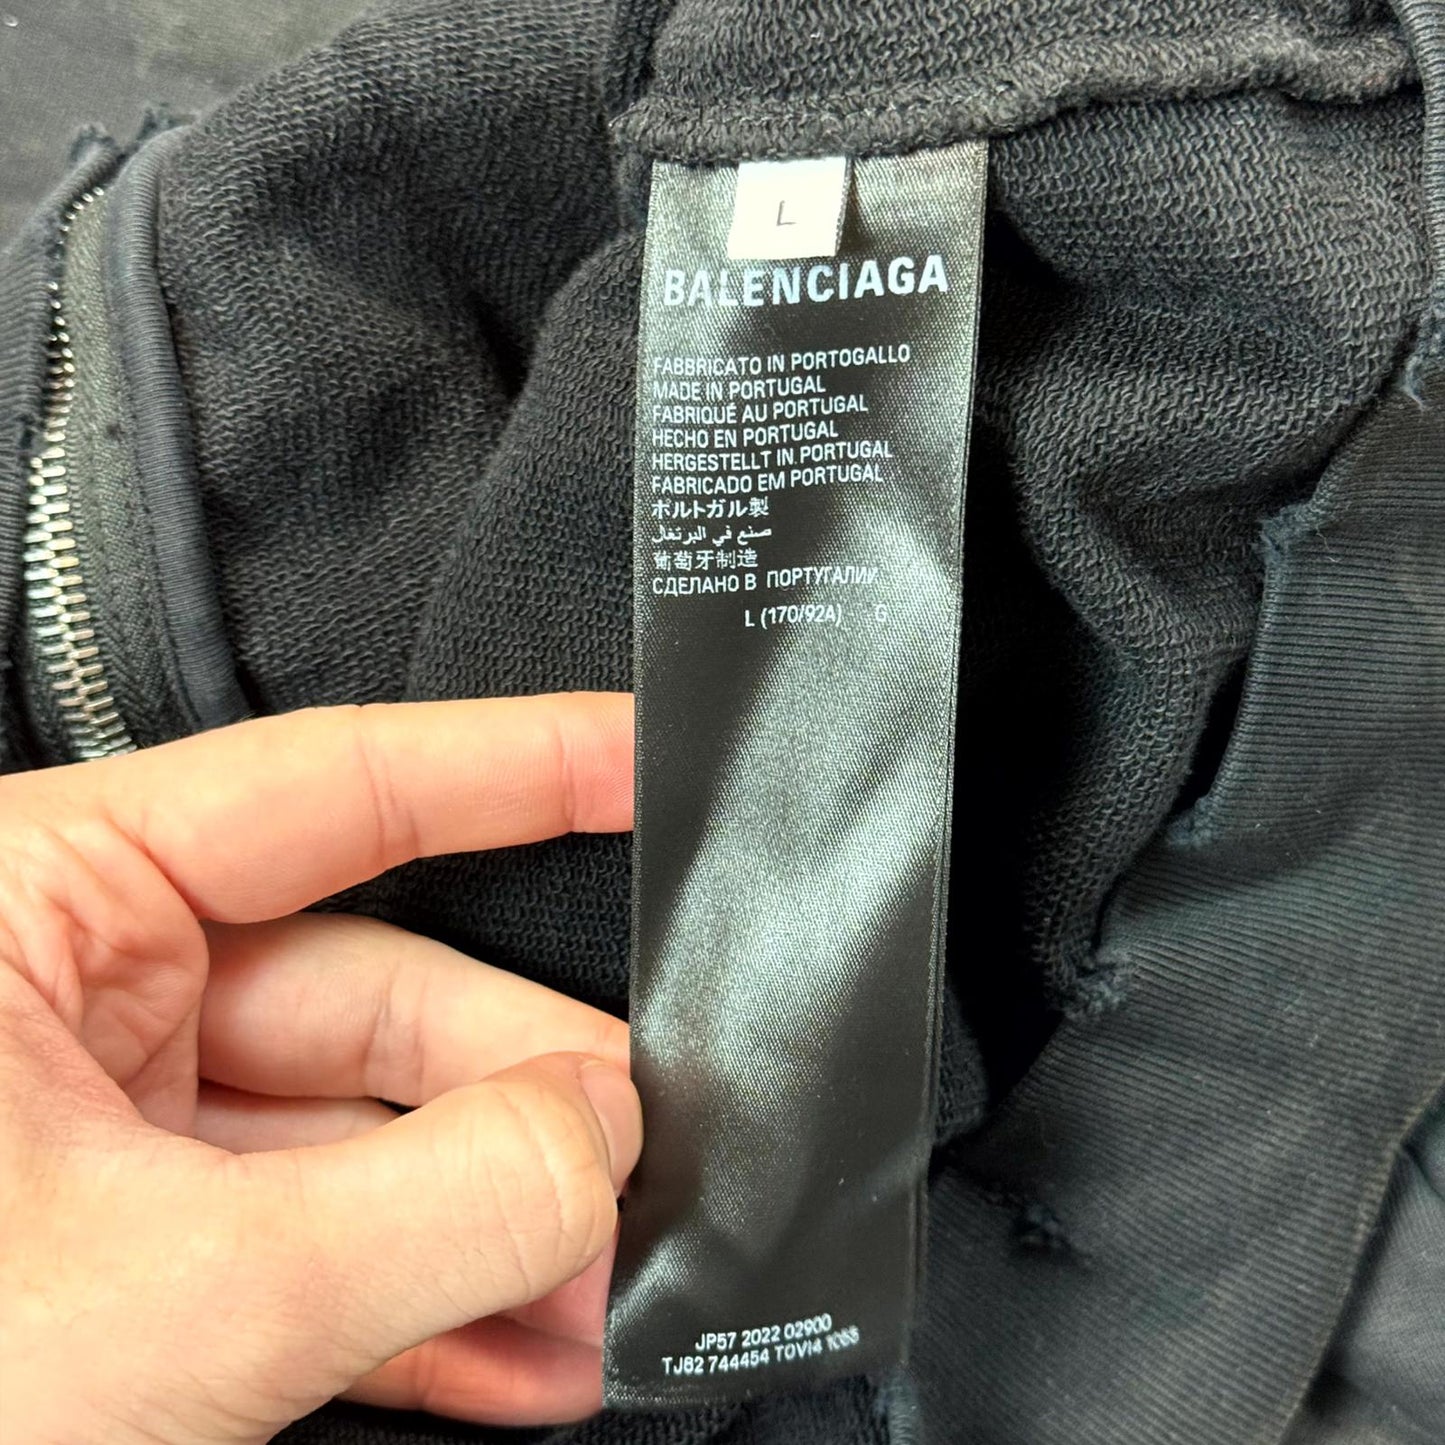 L
BALENCIAGA
FABBRICATO IN PORTOGALLO
MADE IN PORTUGAL
FABRIQUÉ AU PORTUGAL
HECHO EN PORTUGAL
HERGESTELLT IN PORTUGAL
FABRICADO EM PORTUGAL
ポルトガル製
صنع في البرتغال
葡萄牙制造
СДЕЛАНО В ПОРТУГАЛИИ
L (170/92A) G
JP57 2022 02900
TJ82 744454 TOVI4 1055